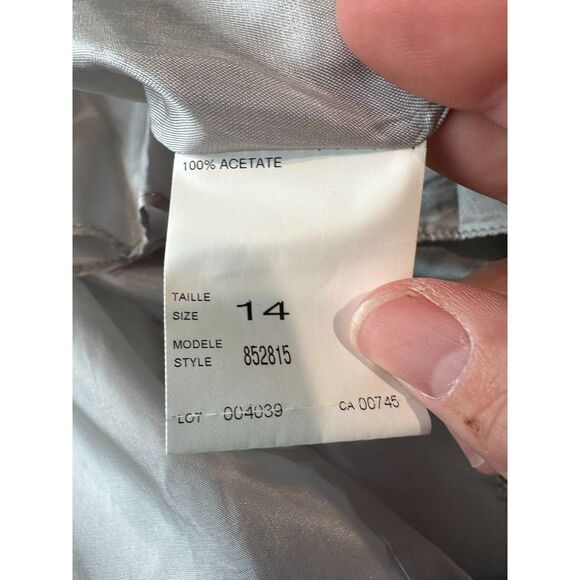 100% ACETATE
TAILLE
SIZE 14
MODELE
STYLE 852815
LOT 004039 CA 00745